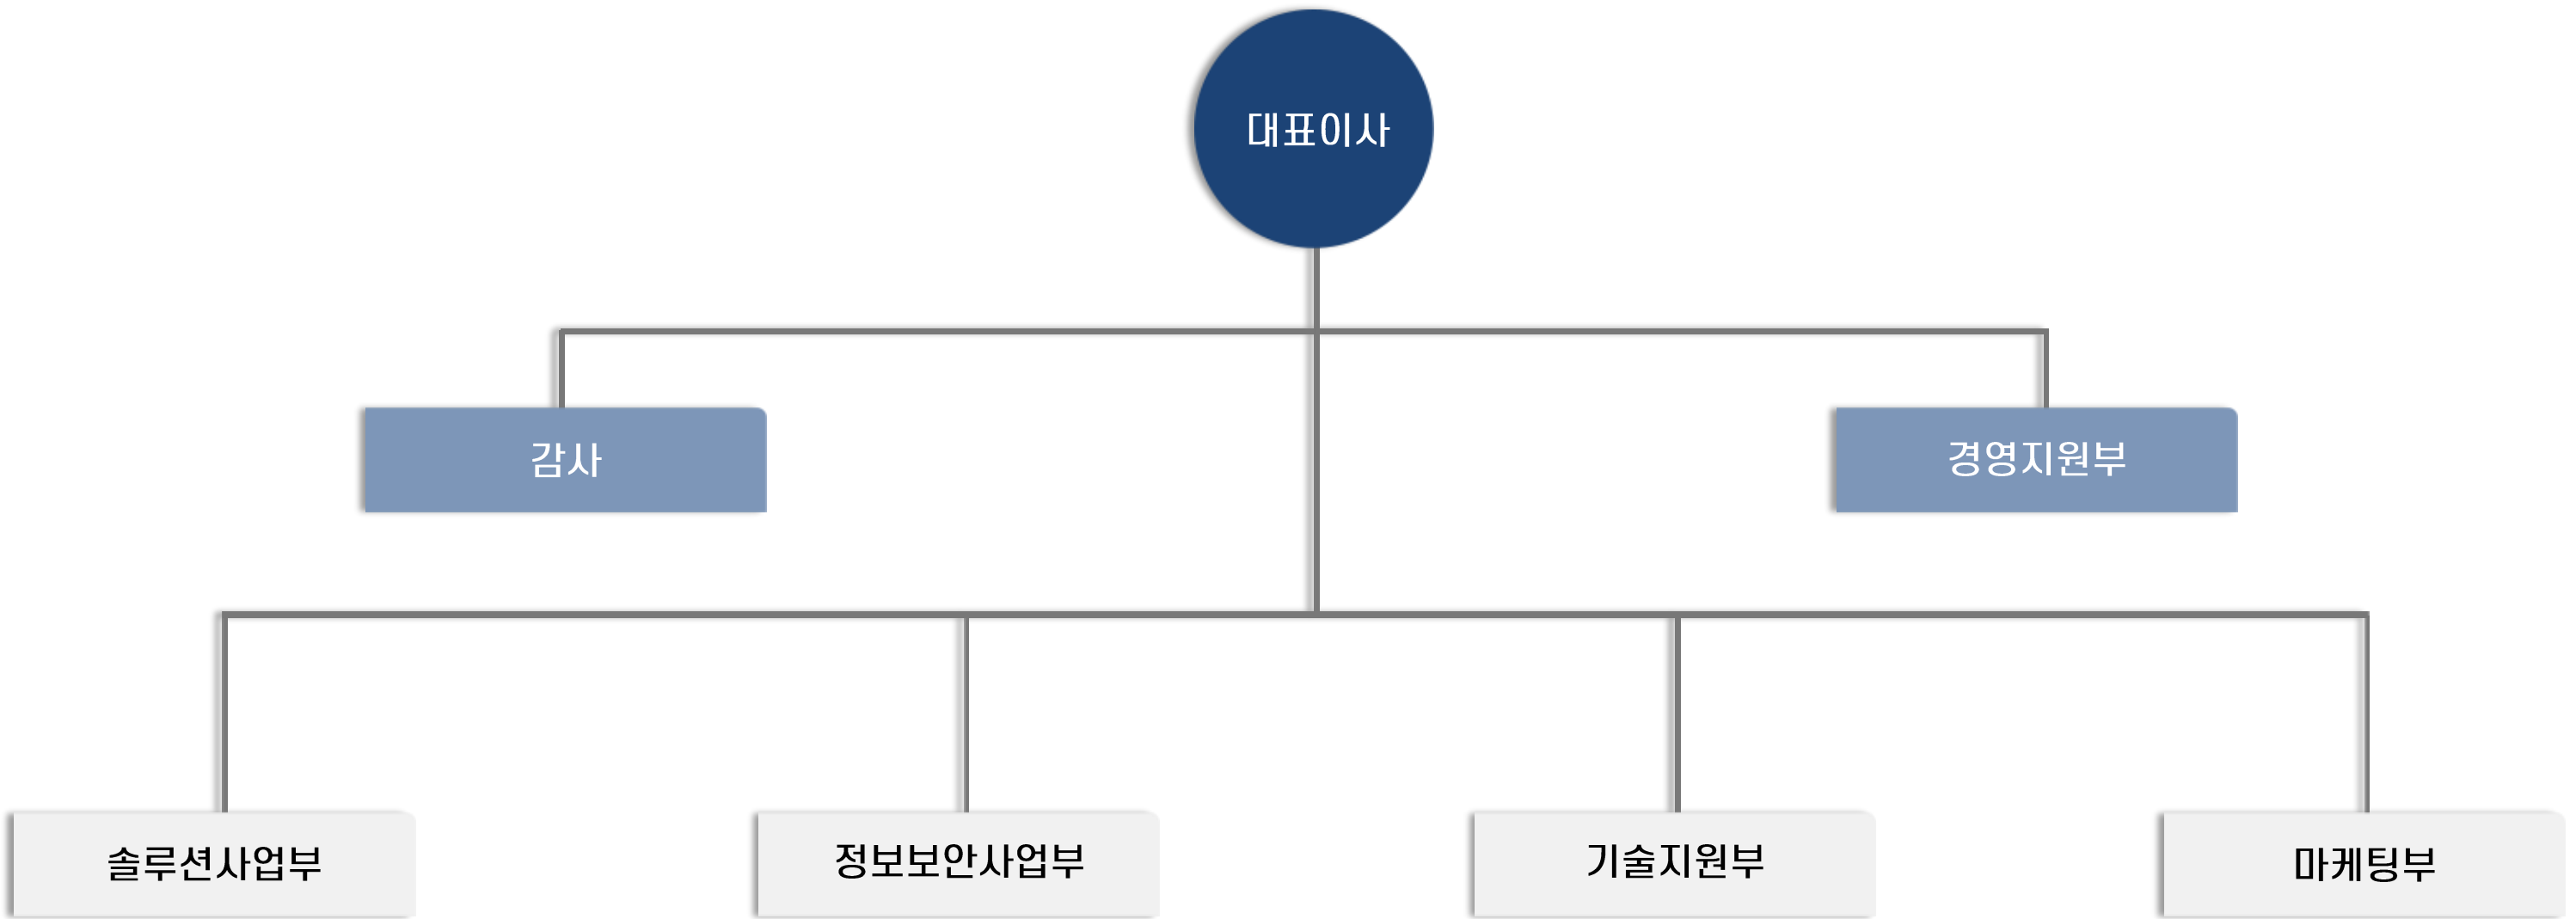 대표이사
감사
경영지원부
솔루션사업부
정보보안사업부
기술지원부
마케팅부